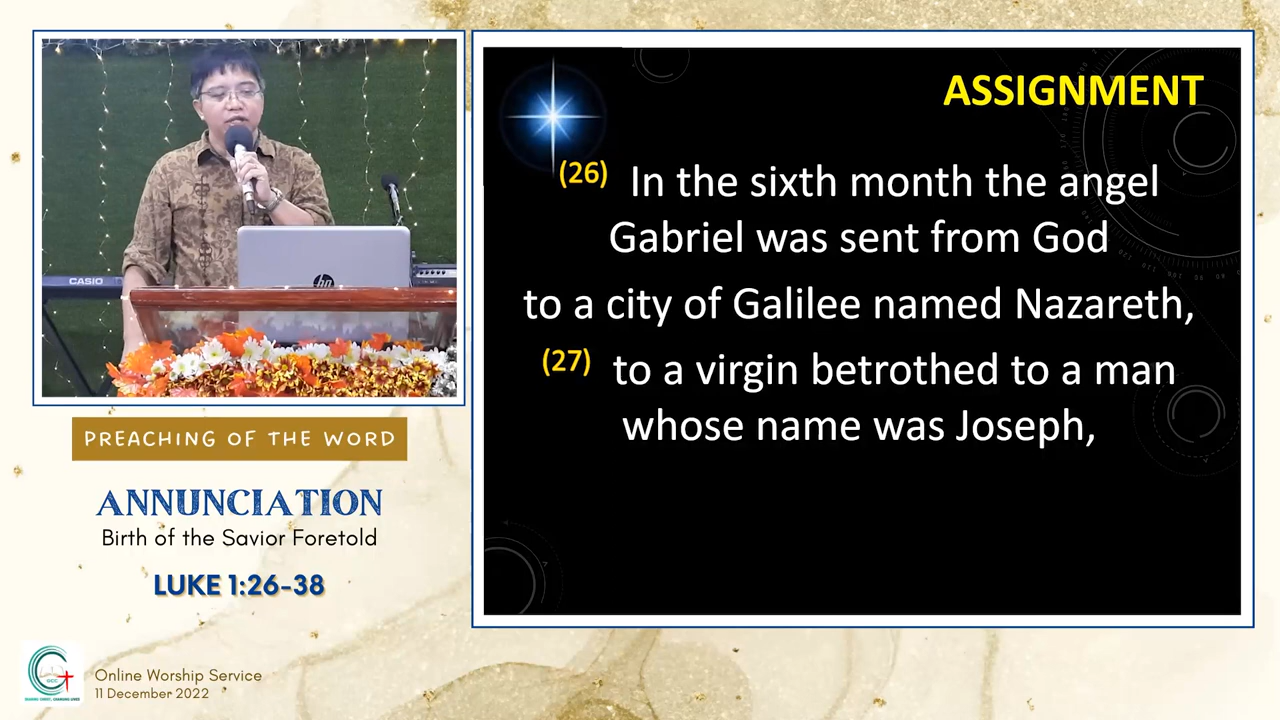 ASSIGNMENT
(26) In the sixth month the angel
Gabriel was sent from God
to a city of Galilee named Nazareth,
(27) to a virgin betrothed to a man
whose name was Joseph,
CASIO
hp
PREACHING OF THE WORD
ANNUNCIATION
Birth of the Savior Foretold
LUKE 1:26-38
Online Worship Service
11 December 2022